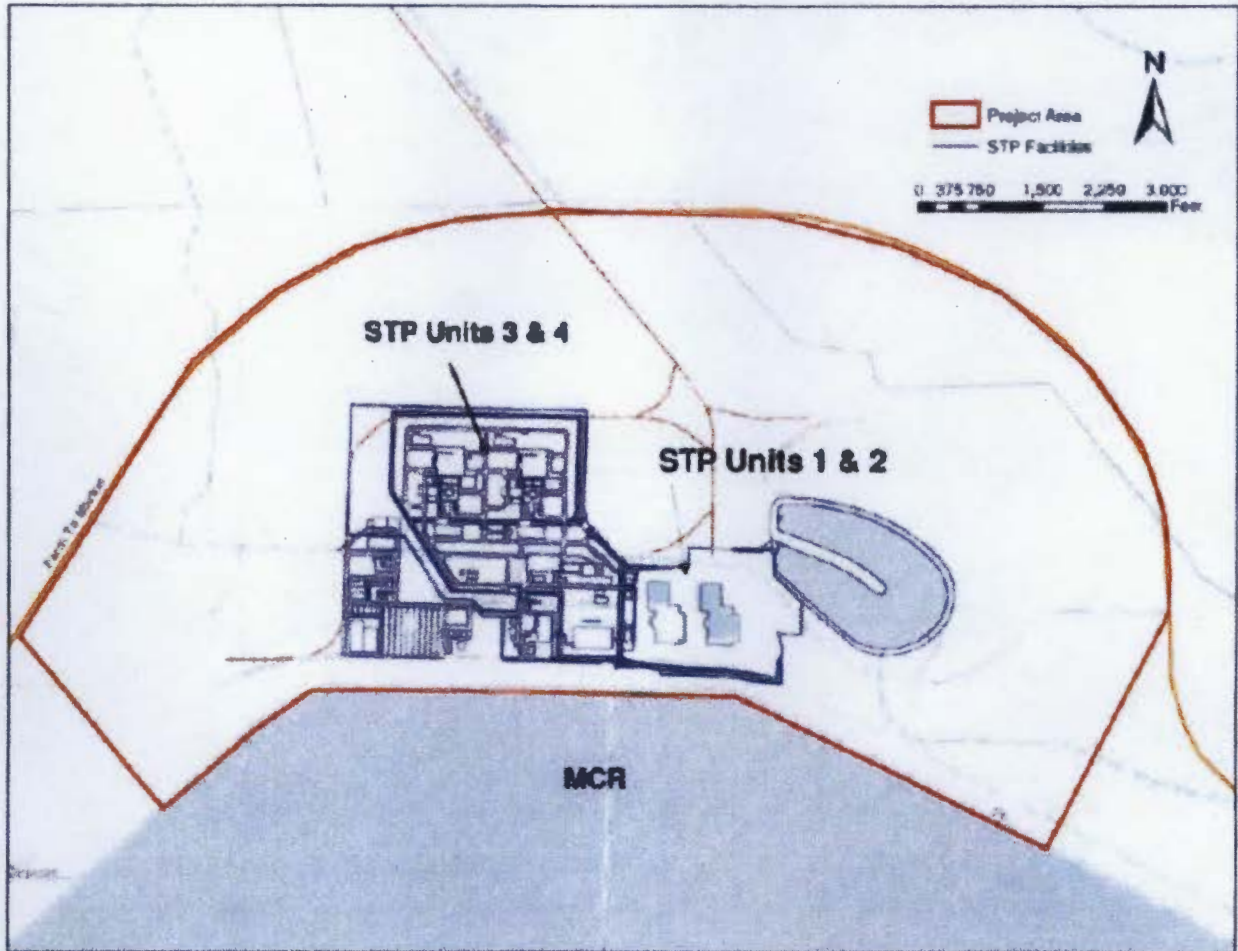 N
Project Area
STP Facilities
0 375 750 1,500 2,250 3,000
Feet
STP Units 3 & 4
STP Units 1 & 2
MCR